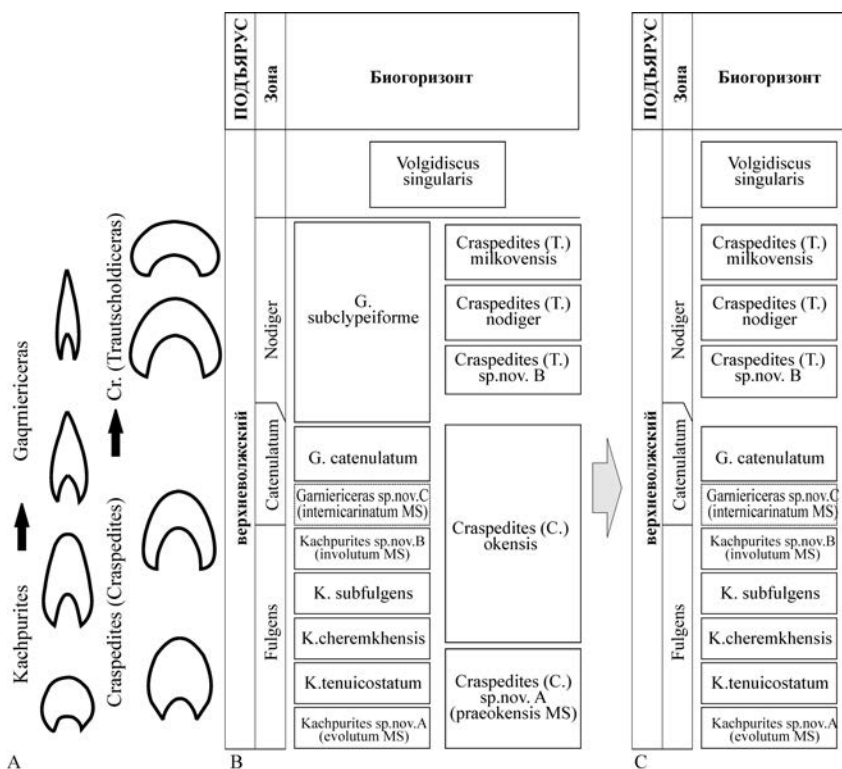 A
Kachpurites
Gaqrniericeras
Craspedites (Craspedites)
Cr. (Trautscholdiceras)
B
ПОДЪЯРУС
Зона
Биогоризонт
верхневолжский
Nodiger
Catenulatum
Fulgens
Volgidiscus
singularis
G.
subclypeiforme
Craspedites (T.)
milkovensis
Craspedites (T.)
nodiger
Craspedites (T.)
sp.nov. B
G. catenulatum
Garniericeras sp.nov.C
(internicarinatum MS)
Kachpurites sp.nov.B
(involutum MS)
K. subfulgens
K.cheremkhensis
K.tenuicostatum
Kachpurites sp.nov.A
(evolutum MS)
Craspedites (C.)
okensis
Craspedites (C.)
sp.nov. A
(praeokensis MS)
C
ПОДЪЯРУС
Зона
Биогоризонт
верхневолжский
Nodiger
Catenulatum
Fulgens
Volgidiscus
singularis
Craspedites (T.)
milkovensis
Craspedites (T.)
nodiger
Craspedites (T.)
sp.nov. B
G. catenulatum
Garniericeras sp.nov.C
(internicarinatum MS)
Kachpurites sp.nov.B
(involutum MS)
K. subfulgens
K.cheremkhensis
K.tenuicostatum
Kachpurites sp.nov.A
(evolutum MS)